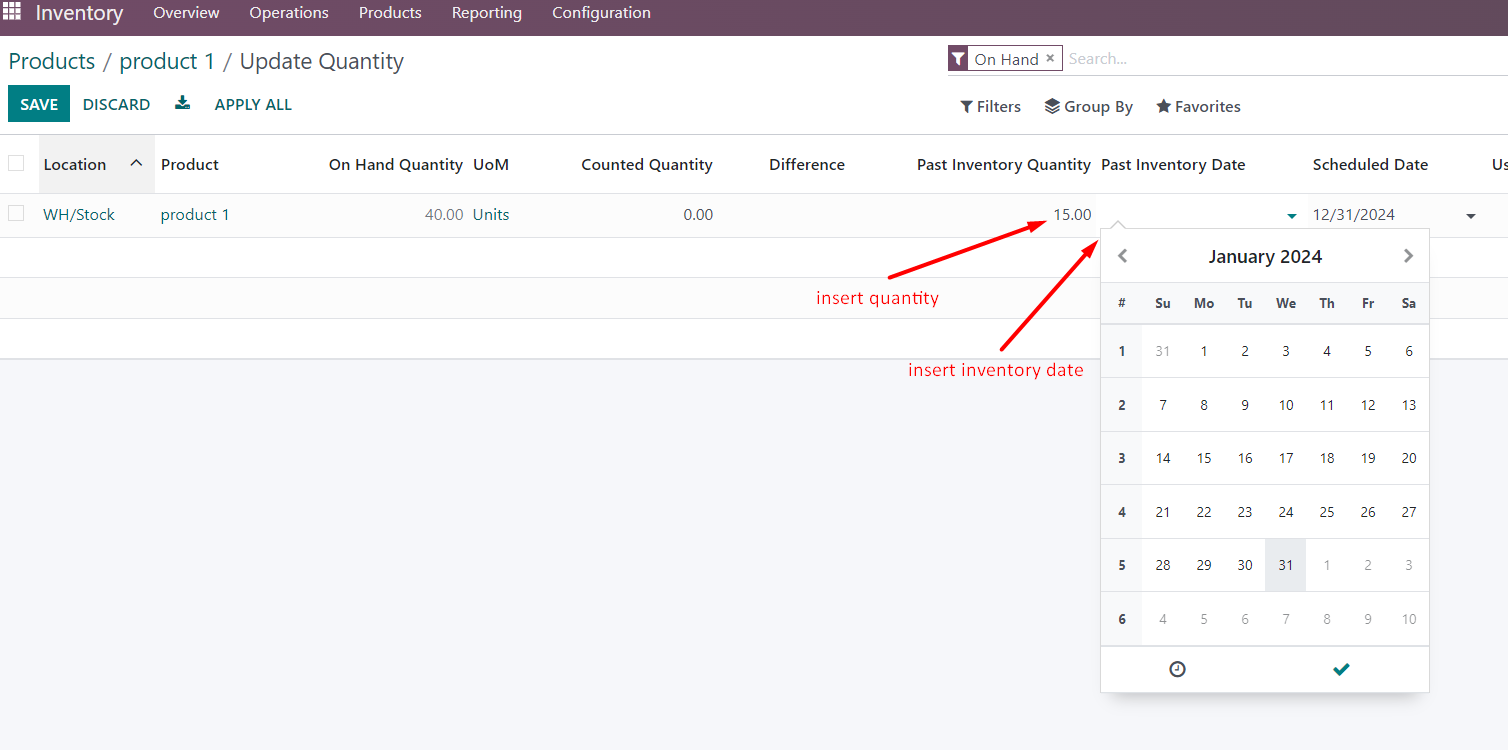 Inventory Overview Operations Products Reporting Configuration
Products / product 1 / Update Quantity
On Hand × Search...
SAVE DISCARD APPLY ALL
Filters Group By Favorites
Location Product On Hand Quantity UoM Counted Quantity Difference Past Inventory Quantity Past Inventory Date Scheduled Date Us
WH/Stock product 1 40.00 Units 0.00 15.00 12/31/2024
insert quantity
insert inventory date
January 2024
# Su Mo Tu We Th Fr Sa
1 31 1 2 3 4 5 6
2 7 8 9 10 11 12 13
3 14 15 16 17 18 19 20
4 21 22 23 24 25 26 27
5 28 29 30 31 1 2 3
6 4 5 6 7 8 9 10